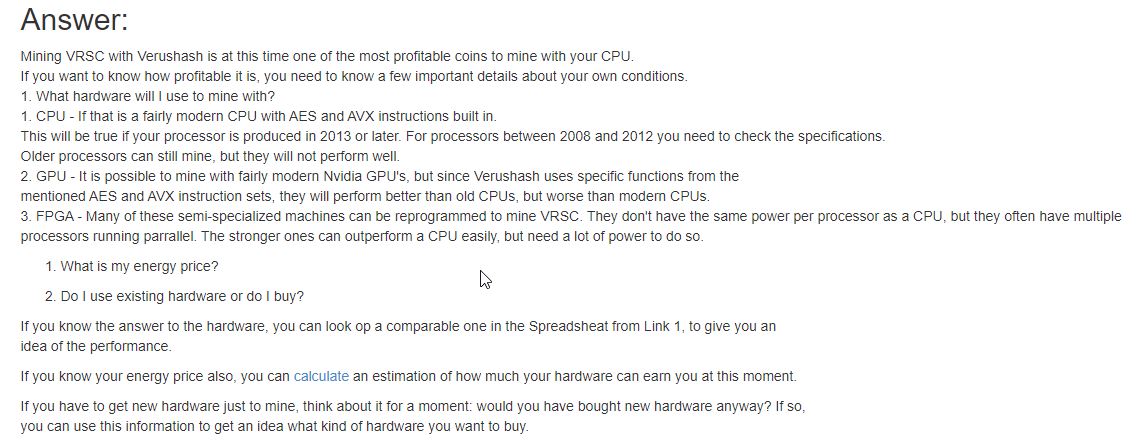 Answer:
Mining VRSC with Verushash is at this time one of the most profitable coins to mine with your CPU.
If you want to know how profitable it is, you need to know a few important details about your own conditions.
1. What hardware will I use to mine with?
1. CPU - If that is a fairly modern CPU with AES and AVX instructions built in.
This will be true if your processor is produced in 2013 or later. For processors between 2008 and 2012 you need to check the specifications.
Older processors can still mine, but they will not perform well.
2. GPU - It is possible to mine with fairly modern Nvidia GPU's, but since Verushash uses specific functions from the
mentioned AES and AVX instruction sets, they will perform better than old CPUs, but worse than modern CPUs.
3. FPGA - Many of these semi-specialized machines can be reprogrammed to mine VRSC. They don't have the same power per processor as a CPU, but they often have multiple
processors running parrallel. The stronger ones can outperform a CPU easily, but need a lot of power to do so.
1. What is my energy price?
2. Do I use existing hardware or do I buy?
If you know the answer to the hardware, you can look op a comparable one in the Spreadsheat from Link 1, to give you an
idea of the performance.
If you know your energy price also, you can calculate an estimation of how much your hardware can earn you at this moment.
If you have to get new hardware just to mine, think about it for a moment: would you have bought new hardware anyway? If so,
you can use this information to get an idea what kind of hardware you want to buy.